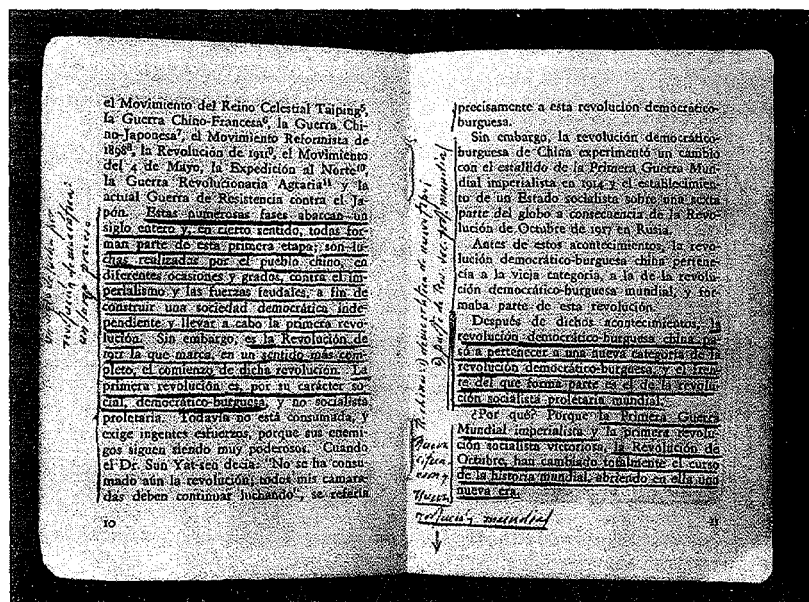 el Movimiento del Reino Celestial Taiping⁵,
la Guerra Chino-Francesa⁶, la Guerra Chi-
no-Japonesa⁷, el Movimiento Reformista de
1898⁸, la Revolución de 1911⁹, el Movimiento
del 4 de Mayo, la Expedición al Norte¹⁰,
la Guerra Revolucionaria Agraria¹¹ y la
actual Guerra de Resistencia contra el Ja-
pón. Estas numerosas fases abarcan un
siglo entero y, en cierto sentido, todas for-
man parte de esta primera etapa; son lu-
chas realizadas por el pueblo chino, en
diferentes ocasiones y grados, contra el im-
perialismo y las fuerzas feudales, a fin de
construir una sociedad democrática inde-
pendiente y llevar a cabo la primera revo-
lución. Sin embargo, es la Revolución de
1911 la que marca, en un sentido más com-
pleto, el comienzo de dicha revolución. La
primera revolución es, por su carácter so-
cial, democrático-burguesa, y no socialista
proletaria. Todavía no está consumada, y
exige ingentes esfuerzos, porque sus enemi-
gos siguen siendo muy poderosos. Cuando
el Dr. Sun Yat-sen decía: "No se ha consu-
mado aún la revolución; todos mis camara-
das deben continuar luchando", se refería
10
precisamente a esta revolución democrático-
burguesa.
Sin embargo, la revolución democrático-
burguesa de China experimentó un cambio
con el estallido de la Primera Guerra Mun-
dial imperialista en 1914 y el establecimien-
to de un Estado socialista sobre una sexta
parte del globo a consecuencia de la Revo-
lución de Octubre de 1917 en Rusia.
Antes de estos acontecimientos, la revo-
lución democrático-burguesa china pertene-
cía a la vieja categoría, a la de la revolu-
ción democrático-burguesa mundial, y for-
maba parte de esta revolución.
Después de dichos acontecimientos, la
revolución democrático-burguesa china pa-
só a pertenecer a una nueva categoría de la
revolución democrático-burguesa, y el fren-
te del que forma parte es el de la revolu-
ción socialista proletaria mundial.
¿Por qué? Porque la Primera Guerra
Mundial imperialista y la primera revolu-
ción socialista victoriosa, la Revolución de
Octubre, han cambiado totalmente el curso
de la historia mundial, abriendo en ella una
nueva era.
11
revolución mundial